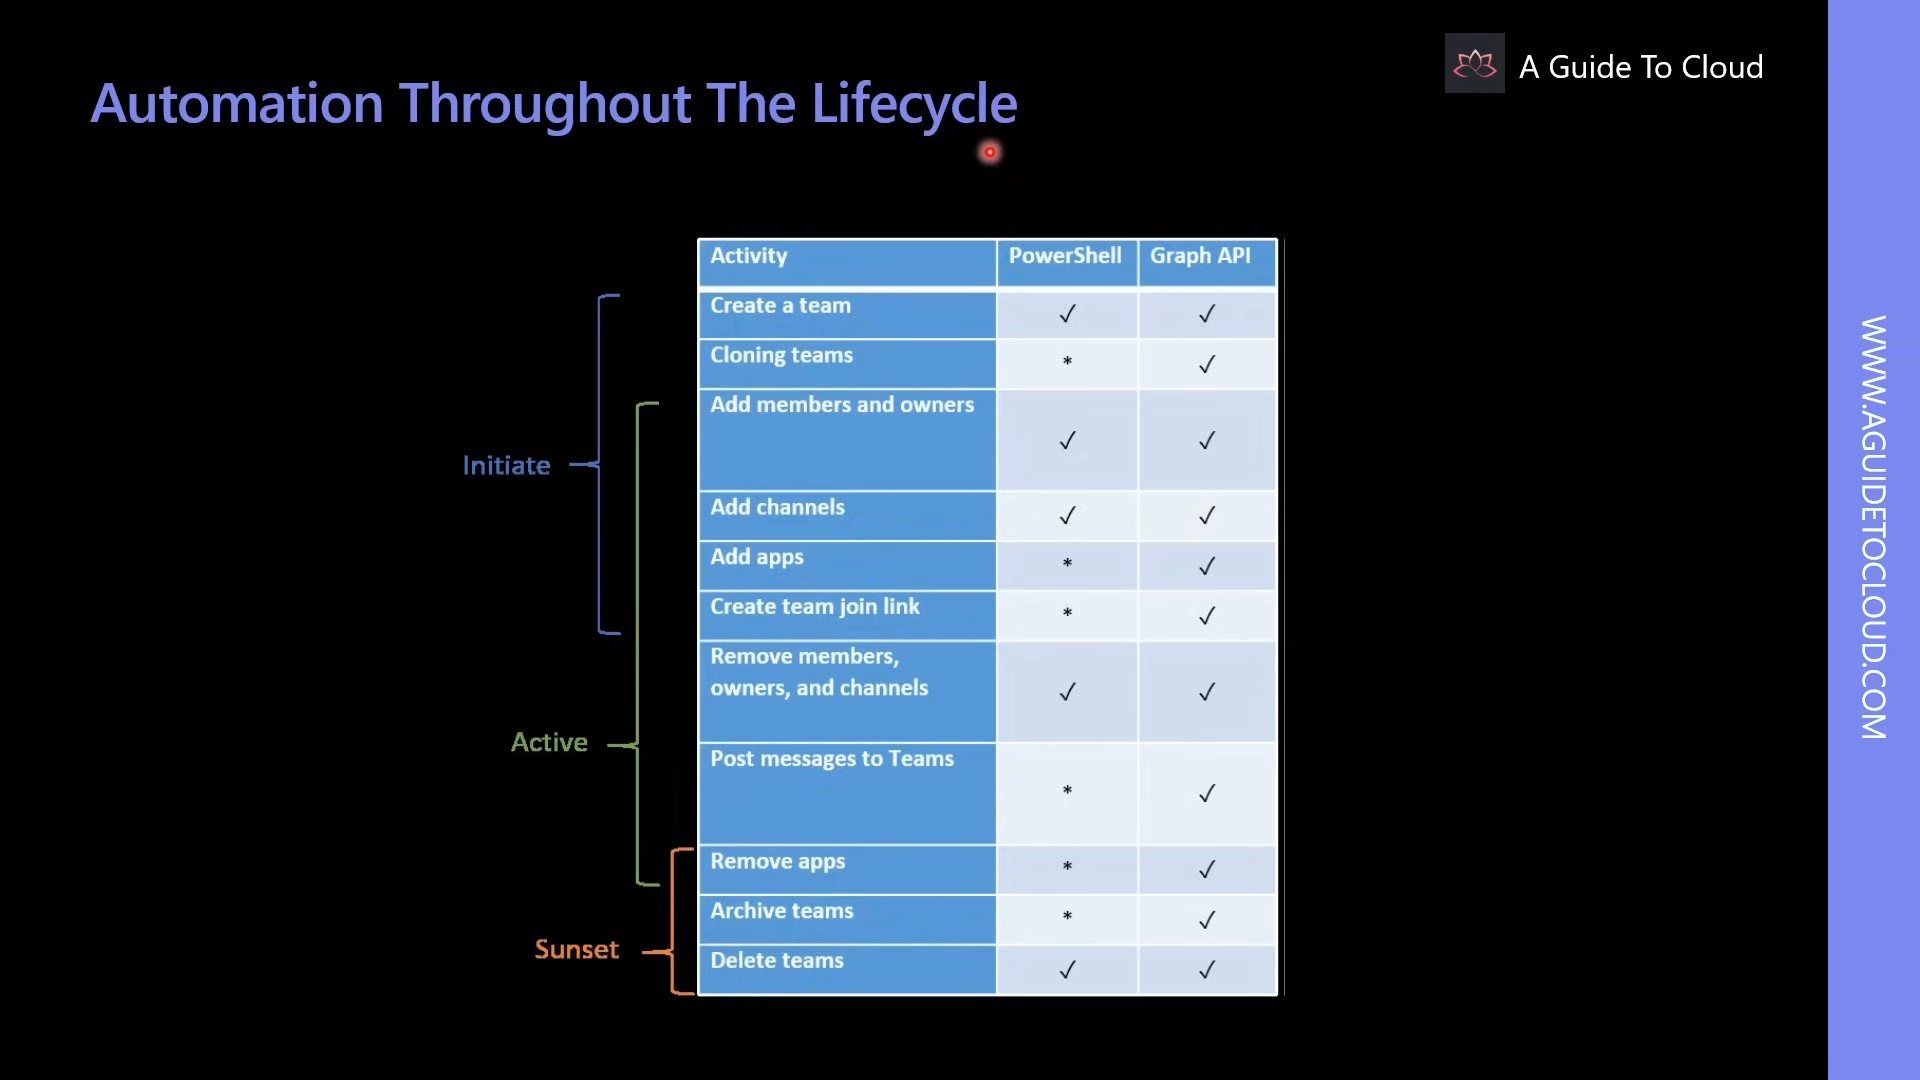 Automation Throughout The Lifecycle
A Guide To Cloud
Activity PowerShell Graph API
Create a team ✓ ✓
Cloning teams * ✓
Add members and owners ✓ ✓
Add channels ✓ ✓
Add apps * ✓
Create team join link * ✓
Remove members,
owners, and channels ✓ ✓
Post messages to Teams * ✓
Remove apps * ✓
Archive teams * ✓
Delete teams ✓ ✓
Initiate
Active
Sunset
WWW.AGUIDETOCLOUD.COM